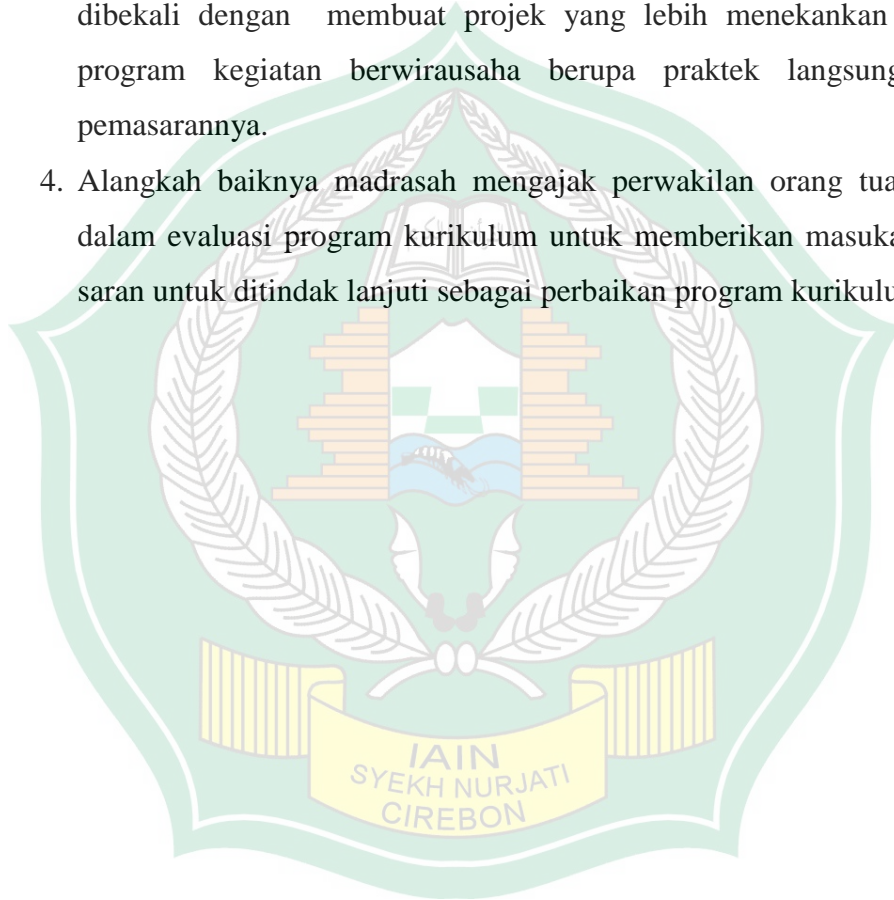 dibekali dengan membuat projek yang lebih menekankan
program kegiatan berwirausaha berupa praktek langsung
pemasarannya.
4. Alangkah baiknya madrasah mengajak perwakilan orang tua
dalam evaluasi program kurikulum untuk memberikan
saran untuk ditindak lanjuti sebagai perbaikan program
IAIN
SYEKH NURJATI
CIREBON